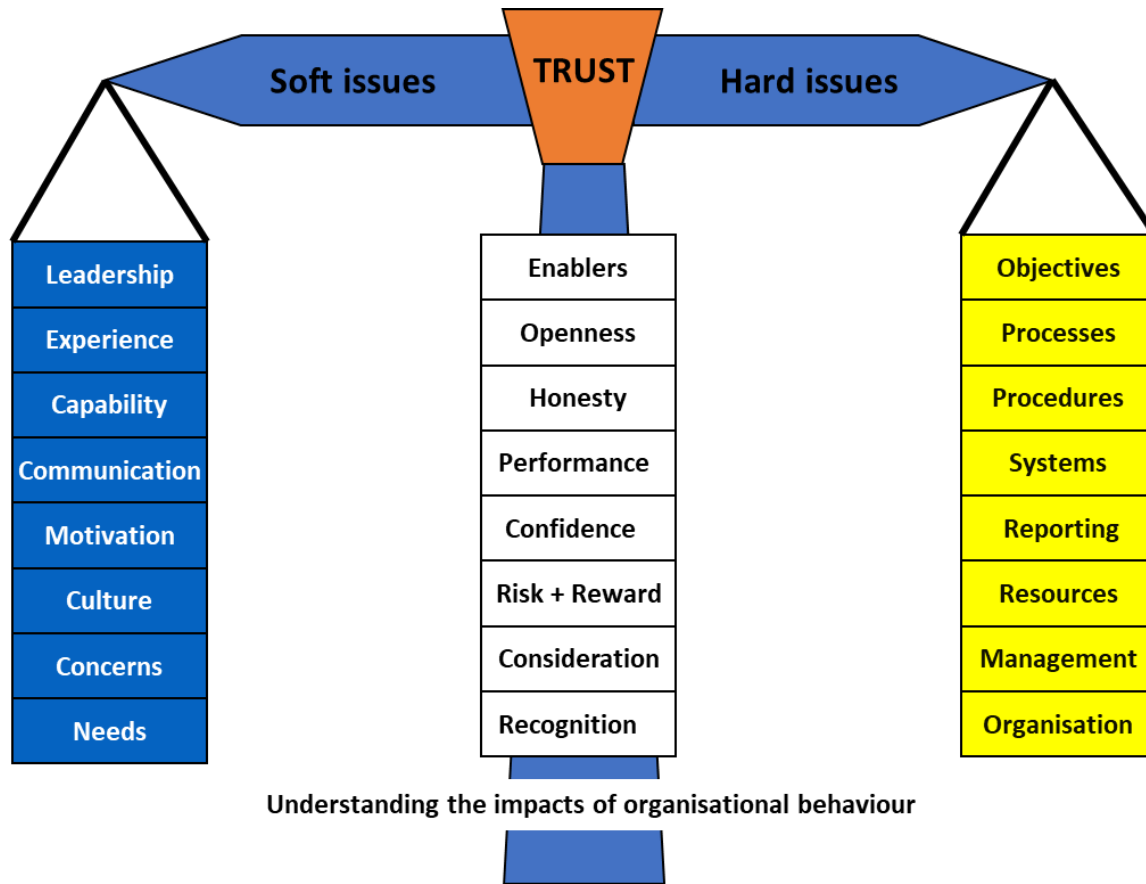 Soft issues
TRUST
Hard issues
Leadership
Experience
Capability
Communication
Motivation
Culture
Concerns
Needs
Enablers
Openness
Honesty
Performance
Confidence
Risk + Reward
Consideration
Recognition
Objectives
Processes
Procedures
Systems
Reporting
Resources
Management
Organisation
Understanding the impacts of organisational behaviour